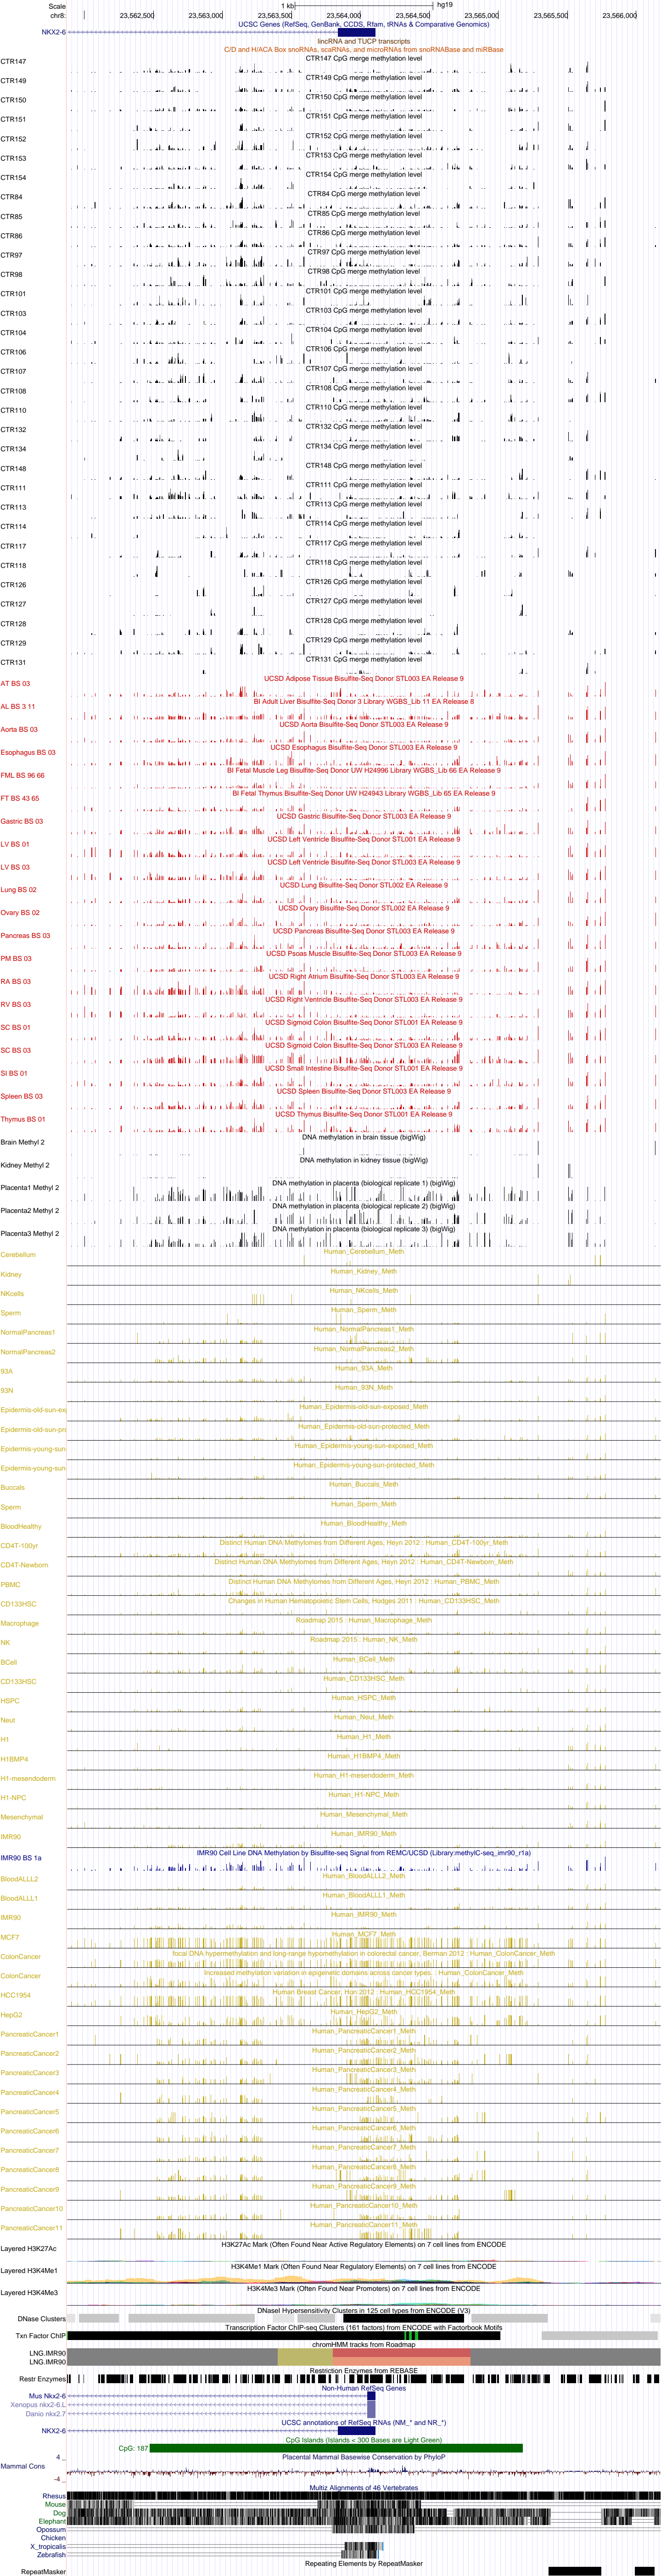 Scale 1 kb hg19
chr8: 23,562,500 23,563,000 23,563,500 23,564,000 23,564,500 23,565,000 23,565,500 23,566,000
UCSC Genes (RefSeq, GenBank, CCDS, Rfam, tRNAs & Comparative Genomics)
NKX2-6
lincRNA and TUCP transcripts
C/D and H/ACA Box snoRNAs, scaRNAs, and microRNAs from snoRNABase and miRBase
CTR147 CTR147 CpG merge methylation level
CTR149 CTR149 CpG merge methylation level
CTR150 CTR150 CpG merge methylation level
CTR151 CTR151 CpG merge methylation level
CTR152 CTR152 CpG merge methylation level
CTR153 CTR153 CpG merge methylation level
CTR154 CTR154 CpG merge methylation level
CTR84 CTR84 CpG merge methylation level
CTR85 CTR85 CpG merge methylation level
CTR86 CTR86 CpG merge methylation level
CTR97 CTR97 CpG merge methylation level
CTR98 CTR98 CpG merge methylation level
CTR101 CTR101 CpG merge methylation level
CTR103 CTR103 CpG merge methylation level
CTR104 CTR104 CpG merge methylation level
CTR106 CTR106 CpG merge methylation level
CTR107 CTR107 CpG merge methylation level
CTR108 CTR108 CpG merge methylation level
CTR110 CTR110 CpG merge methylation level
CTR132 CTR132 CpG merge methylation level
CTR134 CTR134 CpG merge methylation level
CTR148 CTR148 CpG merge methylation level
CTR111 CTR111 CpG merge methylation level
CTR113 CTR113 CpG merge methylation level
CTR114 CTR114 CpG merge methylation level
CTR117 CTR117 CpG merge methylation level
CTR118 CTR118 CpG merge methylation level
CTR126 CTR126 CpG merge methylation level
CTR127 CTR127 CpG merge methylation level
CTR128 CTR128 CpG merge methylation level
CTR129 CTR129 CpG merge methylation level
CTR131 CTR131 CpG merge methylation level
UCSD Adipose Tissue Bisulfite-Seq Donor STL003 EA Release 9
AT BS 03
BI Adult Liver Bisulfite-Seq Donor 3 Library WGBS_Lib 11 EA Release 8
AL BS 3 11
UCSD Aorta Bisulfite-Seq Donor STL003 EA Release 9
Aorta BS 03
UCSD Esophagus Bisulfite-Seq Donor STL003 EA Release 9
Esophagus BS 03
BI Fetal Muscle Leg Bisulfite-Seq Donor UW H24996 Library WGBS_Lib 66 EA Release 9
FML BS 96 66
BI Fetal Thymus Bisulfite-Seq Donor UW H24943 Library WGBS_Lib 65 EA Release 9
FT BS 43 65
UCSD Gastric Bisulfite-Seq Donor STL003 EA Release 9
Gastric BS 03
UCSD Left Ventricle Bisulfite-Seq Donor STL001 EA Release 9
LV BS 01
UCSD Left Ventricle Bisulfite-Seq Donor STL003 EA Release 9
LV BS 03
UCSD Lung Bisulfite-Seq Donor STL002 EA Release 9
Lung BS 02
UCSD Ovary Bisulfite-Seq Donor STL002 EA Release 9
Ovary BS 02
UCSD Pancreas Bisulfite-Seq Donor STL003 EA Release 9
Pancreas BS 03
UCSD Psoas Muscle Bisulfite-Seq Donor STL003 EA Release 9
PM BS 03
UCSD Right Atrium Bisulfite-Seq Donor STL003 EA Release 9
RA BS 03
UCSD Right Ventricle Bisulfite-Seq Donor STL003 EA Release 9
RV BS 03
UCSD Sigmoid Colon Bisulfite-Seq Donor STL001 EA Release 9
SC BS 01
UCSD Sigmoid Colon Bisulfite-Seq Donor STL003 EA Release 9
SC BS 03
UCSD Small Intestine Bisulfite-Seq Donor STL001 EA Release 9
SI BS 01
UCSD Spleen Bisulfite-Seq Donor STL003 EA Release 9
Spleen BS 03
UCSD Thymus Bisulfite-Seq Donor STL001 EA Release 9
Thymus BS 01
DNA methylation in brain tissue (bigWig)
Brain Methyl 2
DNA methylation in kidney tissue (bigWig)
Kidney Methyl 2
DNA methylation in placenta (biological replicate 1) (bigWig)
Placenta1 Methyl 2
DNA methylation in placenta (biological replicate 2) (bigWig)
Placenta2 Methyl 2
DNA methylation in placenta (biological replicate 3) (bigWig)
Placenta3 Methyl 2
Cerebellum Human_Cerebellum_Meth
Kidney Human_Kidney_Meth
NKcells Human_NKcells_Meth
Sperm Human_Sperm_Meth
NormalPancreas1 Human_NormalPancreas1_Meth
NormalPancreas2 Human_NormalPancreas2_Meth
93A Human_93A_Meth
93N Human_93N_Meth
Epidermis-old-sun-ex Human_Epidermis-old-sun-exposed_Meth
Epidermis-old-sun-pr Human_Epidermis-old-sun-protected_Meth
Epidermis-young-sun Human_Epidermis-young-sun-exposed_Meth
Epidermis-young-sun Human_Epidermis-young-sun-protected_Meth
Buccals Human_Buccals_Meth
Sperm Human_Sperm_Meth
BloodHealthy Human_BloodHealthy_Meth
CD4T-100yr Distinct Human DNA Methylomes from Different Ages, Heyn 2012 : Human_CD4T-100yr_Meth
CD4T-Newborn Distinct Human DNA Methylomes from Different Ages, Heyn 2012 : Human_CD4T-Newborn_Meth
PBMC Distinct Human DNA Methylomes from Different Ages, Heyn 2012 : Human_PBMC_Meth
CD133HSC Changes in Human Hematopoietic Stem Cells, Hodges 2011 : Human_CD133HSC_Meth
Macrophage Roadmap 2015 : Human_Macrophage_Meth
NK Roadmap 2015 : Human_NK_Meth
BCell Human_BCell_Meth
CD133HSC Human_CD133HSC_Meth
HSPC Human_HSPC_Meth
Neut Human_Neut_Meth
H1 Human_H1_Meth
H1BMP4 Human_H1BMP4_Meth
H1-mesendoderm Human_H1-mesendoderm_Meth
H1-NPC Human_H1-NPC_Meth
Mesenchymal Human_Mesenchymal_Meth
IMR90 Human_IMR90_Meth
IMR90 Cell Line DNA Methylation by Bisulfite-seq Signal from REMC/UCSD (Library:methylC-seq_imr90_r1a)
IMR90 BS 1a
BloodALLL2 Human_BloodALLL2_Meth
BloodALLL1 Human_BloodALLL1_Meth
IMR90 Human_IMR90_Meth
MCF7 Human_MCF7_Meth
ColonCancer focal DNA hypermethylation and long-range hypomethylation in colorectal cancer, Berman 2012 : Human_ColonCancer_Meth
ColonCancer Increased methylation variation in epigenetic domains across cancer types. : Human_ColonCancer_Meth
HCC1954 Human Breast Cancer, Hon 2012 : Human_HCC1954_Meth
HepG2 Human_HepG2_Meth
PancreaticCancer1 Human_PancreaticCancer1_Meth
PancreaticCancer2 Human_PancreaticCancer2_Meth
PancreaticCancer3 Human_PancreaticCancer3_Meth
PancreaticCancer4 Human_PancreaticCancer4_Meth
PancreaticCancer5 Human_PancreaticCancer5_Meth
PancreaticCancer6 Human_PancreaticCancer6_Meth
PancreaticCancer7 Human_PancreaticCancer7_Meth
PancreaticCancer8 Human_PancreaticCancer8_Meth
PancreaticCancer9 Human_PancreaticCancer9_Meth
PancreaticCancer10 Human_PancreaticCancer10_Meth
PancreaticCancer11 Human_PancreaticCancer11_Meth
H3K27Ac Mark (Often Found Near Active Regulatory Elements) on 7 cell lines from ENCODE
Layered H3K27Ac
H3K4Me1 Mark (Often Found Near Regulatory Elements) on 7 cell lines from ENCODE
Layered H3K4Me1
H3K4Me3 Mark (Often Found Near Promoters) on 7 cell lines from ENCODE
Layered H3K4Me3
DNaseI Hypersensitivity Clusters in 125 cell types from ENCODE (V3)
DNase Clusters
Transcription Factor ChIP-seq Clusters (161 factors) from ENCODE with Factorbook Motifs
Txn Factor ChIP
chromHMM tracks from Roadmap
LNG.IMR90
LNG.IMR90
Restriction Enzymes from REBASE
Restr Enzymes
Non-Human RefSeq Genes
Mus Nkx2-6
Xenopus nkx2-6.L
Danio nkx2.7
UCSC annotations of RefSeq RNAs (NM_* and NR_*)
NKX2-6
CpG Islands (Islands < 300 Bases are Light Green)
CpG: 187
Placental Mammal Basewise Conservation by PhyloP
4 _
Mammal Cons
-4 _
Multiz Alignments of 46 Vertebrates
Rhesus
Mouse
Dog
Elephant
Opossum
Chicken
X_tropicalis
Zebrafish
Repeating Elements by RepeatMasker
RepeatMasker